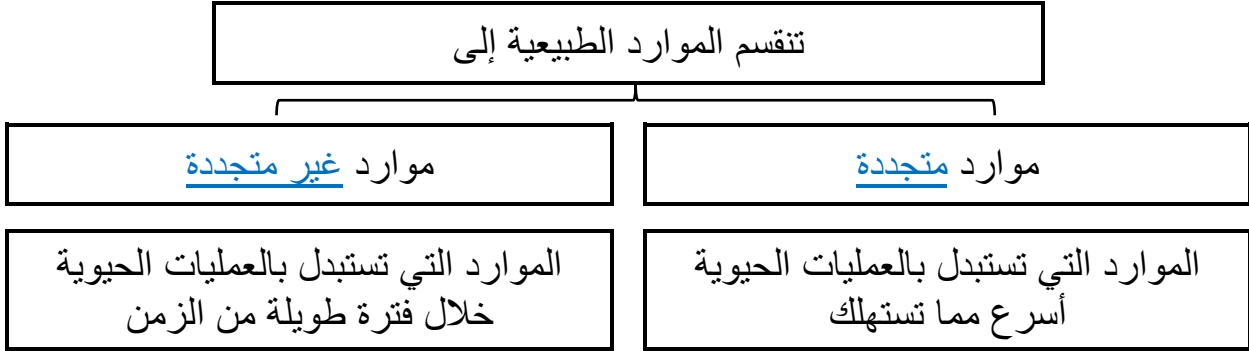 تنقسم الموارد الطبيعية إلى
موارد متجددة
موارد غير متجددة
الموارد التي تستبدل بالعمليات الحيوية
أسرع مما تستهلك
الموارد التي تستبدل بالعمليات الحيوية
خلال فترة طويلة من الزمن